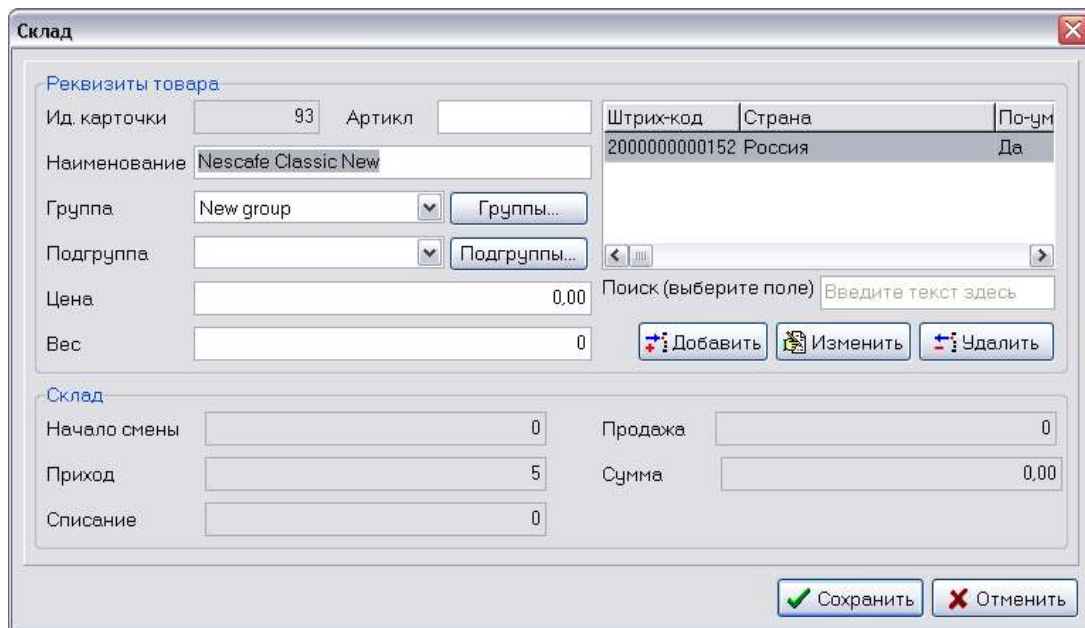 Склад
Реквизиты товара
Ид. карточки 93 Артикл
Наименование Nescafe Classic New
Группа New group Группы...
Подгруппа Подгруппы...
Цена 0,00
Вес 0
Штрих-код Страна По-ум
2000000000152 Россия Да
Поиск (выберите поле) Введите текст здесь
Добавить Изменить Удалить
Склад
Начало смены 0 Продажа 0
Приход 5 Сумма 0,00
Списание 0
Сохранить Отменить